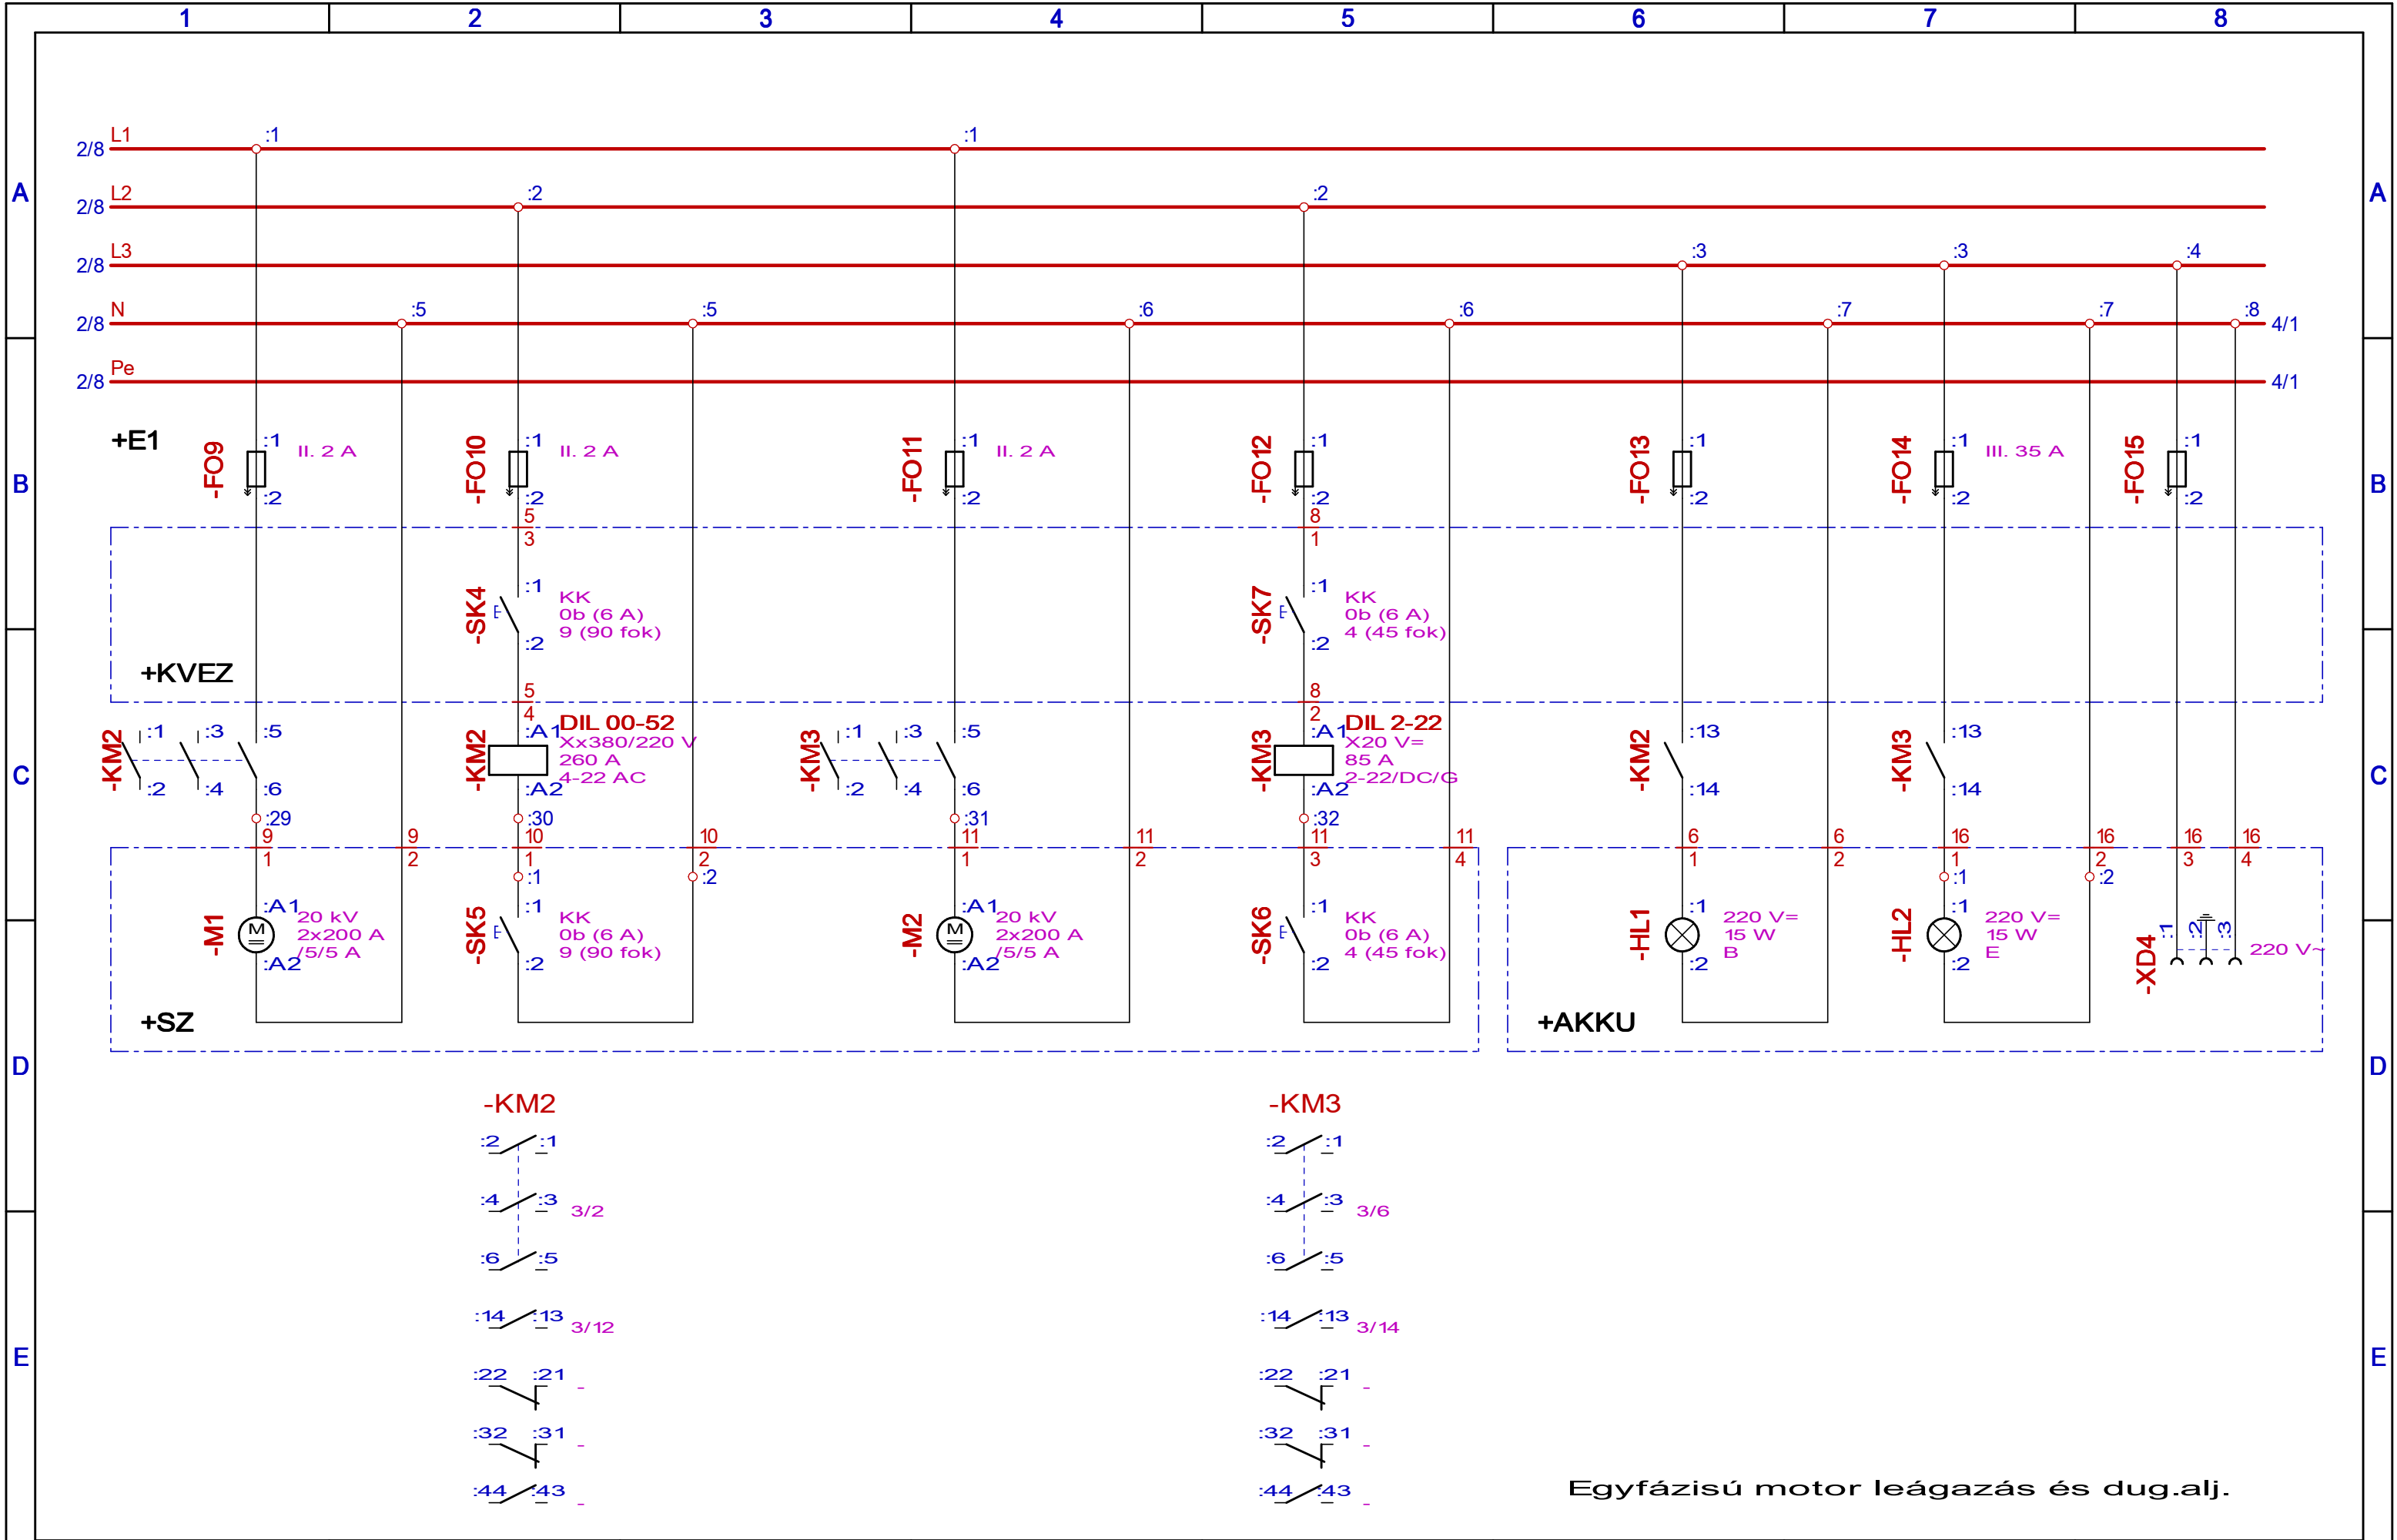 1 2 3 4 5 6 7 8
L1 :1 :1
2/8
A A
L2 :2 :2
2/8
L3 :3 :3 :4
2/8
N :5 :5 :6 :6 :7 :7 :8
2/8 4/1
Pe
2/8 4/1
+E1
-FO9 :1 II. 2 A :2
-FO10 :1 II. 2 A :2
-FO11 :1 II. 2 A :2
-FO12 :1 :2
-FO13 :1 :2
-FO14 :1 III. 35 A :2
-FO15 :1 :2
B B
5 8
3 1
-SK4 :1 :2
KK
0b (6 A)
9 (90 fok)
-SK7 :1 :2
KK
0b (6 A)
4 (45 fok)
+KVEZ
5 8
4 2
-KM2 :1 :3 :5
:2 :4 :6
-KM2 :A1 :A2
DIL 00-52
Xx380/220 V
260 A
4-22 AC
-KM3 :1 :3 :5
:2 :4 :6
-KM3 :A1 :A2
DIL 2-22
X20 V=
85 A
2-22/DC/G
-KM2 :13 :14
-KM3 :13 :14
C C
:29 :30 :31 :32
9 9 10 10 11 11 11 11 6 6 16 16 16 16
1 2 1 2 1 2 3 4 1 2 1 2 3 4
:1 :2 :1 :2
-M1 :A1 :A2
20 kV
2x200 A
/5/5 A
-SK5 :1 :2
KK
0b (6 A)
9 (90 fok)
-M2 :A1 :A2
20 kV
2x200 A
/5/5 A
-SK6 :1 :2
KK
0b (6 A)
4 (45 fok)
-HL1 :1 :2
220 V=
15 W
B
-HL2 :1 :2
220 V=
15 W
E
-XD4 :1 :2 :3
220 V~
M M
+SZ +AKKU
D D
-KM2
:2 :1
:4 :3 3/2
:6 :5
:14 :13 3/12
:22 :21 -
:32 :31 -
:44 :43 -
-KM3
:2 :1
:4 :3 3/6
:6 :5
:14 :13 3/14
:22 :21 -
:32 :31 -
:44 :43 -
E E
Egyfázisú motor leágazás és dug.alj.